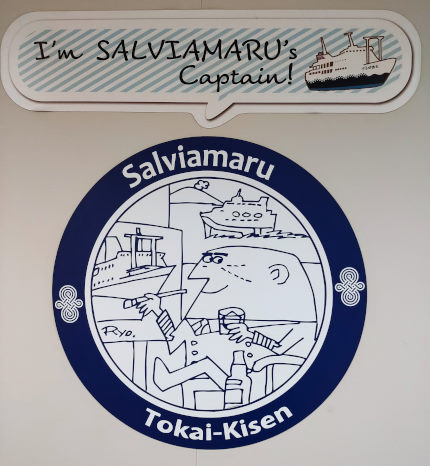 I'm SALVIAMARU's
Captain!
Salviamaru
Ryo.
Tokai-Kisen